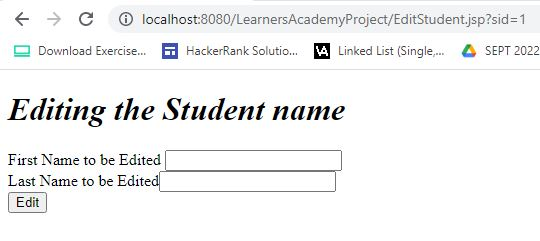 localhost:8080/LearnersAcademyProject/EditStudent.jsp?sid=1
Download Exercise... HackerRank Solutio... Linked List (Single,... SEPT 2022
Editing the Student name
First Name to be Edited
Last Name to be Edited
Edit